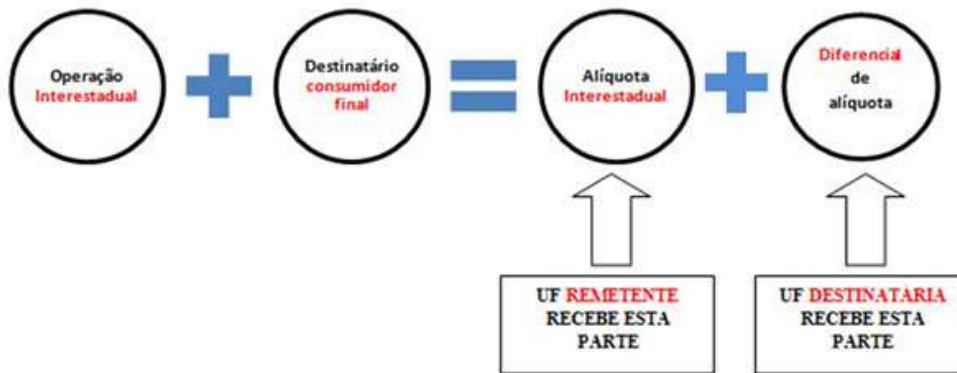 Operação
Interestadual
Destinatário
consumidor
final
Alíquota
Interestadual
Diferencial
de
alíquota
UF REMETENTE
RECEBE ESTA
PARTE
UF DESTINATÁRIA
RECEBE ESTA
PARTE